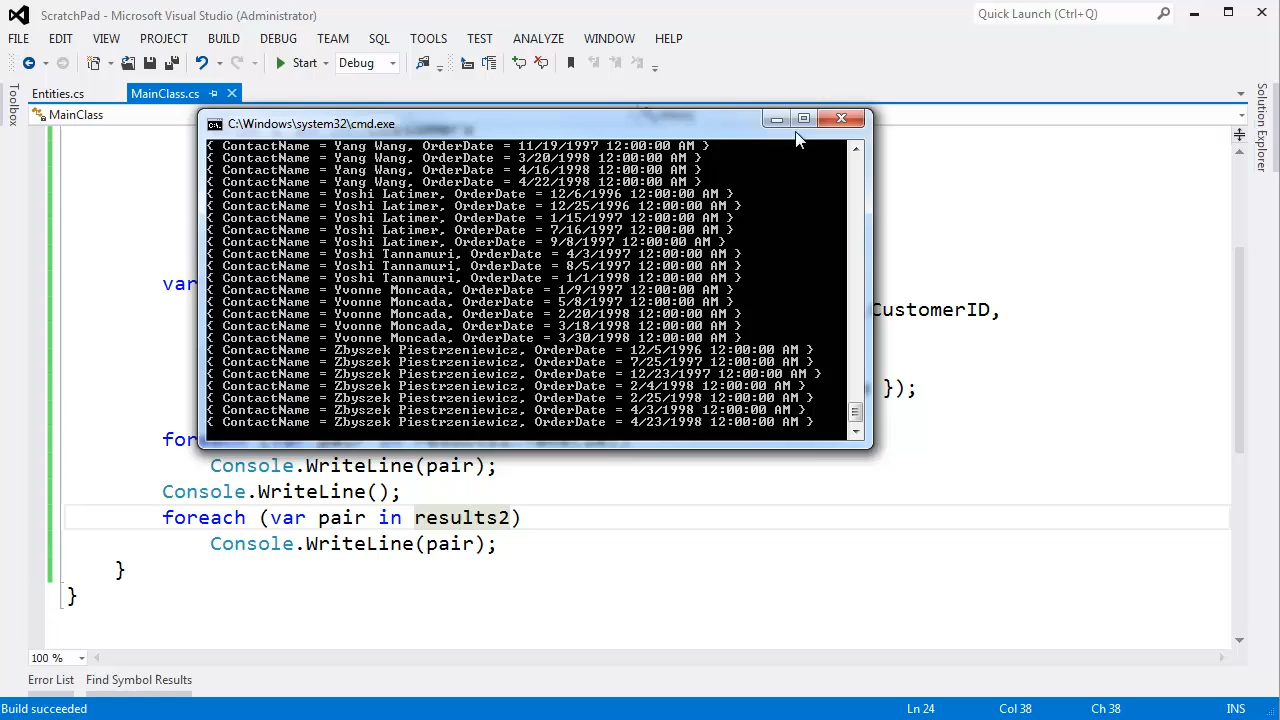 ScratchPad - Microsoft Visual Studio (Administrator)
Quick Launch (Ctrl+Q)
FILE EDIT VIEW PROJECT BUILD DEBUG TEAM SQL TOOLS TEST ANALYZE WINDOW HELP
Start Debug
Toolbox
Entities.cs MainClass.cs
MainClass
Solution Explorer
C:\Windows\system32\cmd.exe
{ ContactName = Yang Wang, OrderDate = 11/19/1997 12:00:00 AM }
{ ContactName = Yang Wang, OrderDate = 3/20/1998 12:00:00 AM }
{ ContactName = Yang Wang, OrderDate = 4/16/1998 12:00:00 AM }
{ ContactName = Yang Wang, OrderDate = 4/22/1998 12:00:00 AM }
{ ContactName = Yoshi Latimer, OrderDate = 12/6/1996 12:00:00 AM }
{ ContactName = Yoshi Latimer, OrderDate = 12/25/1996 12:00:00 AM }
{ ContactName = Yoshi Latimer, OrderDate = 1/15/1997 12:00:00 AM }
{ ContactName = Yoshi Latimer, OrderDate = 7/16/1997 12:00:00 AM }
{ ContactName = Yoshi Latimer, OrderDate = 9/8/1997 12:00:00 AM }
{ ContactName = Yoshi Tannamuri, OrderDate = 4/3/1997 12:00:00 AM }
{ ContactName = Yoshi Tannamuri, OrderDate = 8/5/1997 12:00:00 AM }
{ ContactName = Yoshi Tannamuri, OrderDate = 1/1/1998 12:00:00 AM }
{ ContactName = Yvonne Moncada, OrderDate = 1/9/1997 12:00:00 AM }
{ ContactName = Yvonne Moncada, OrderDate = 5/8/1997 12:00:00 AM }
{ ContactName = Yvonne Moncada, OrderDate = 2/20/1998 12:00:00 AM }
{ ContactName = Yvonne Moncada, OrderDate = 3/18/1998 12:00:00 AM }
{ ContactName = Yvonne Moncada, OrderDate = 3/30/1998 12:00:00 AM }
{ ContactName = Zbyszek Piestrzeniewicz, OrderDate = 12/5/1996 12:00:00 AM }
{ ContactName = Zbyszek Piestrzeniewicz, OrderDate = 7/25/1997 12:00:00 AM }
{ ContactName = Zbyszek Piestrzeniewicz, OrderDate = 12/23/1997 12:00:00 AM }
{ ContactName = Zbyszek Piestrzeniewicz, OrderDate = 2/4/1998 12:00:00 AM }
{ ContactName = Zbyszek Piestrzeniewicz, OrderDate = 2/25/1998 12:00:00 AM }
{ ContactName = Zbyszek Piestrzeniewicz, OrderDate = 4/3/1998 12:00:00 AM }
{ ContactName = Zbyszek Piestrzeniewicz, OrderDate = 4/23/1998 12:00:00 AM }
var
CustomerID,
});
Console.WriteLine(pair);
Console.WriteLine();
foreach (var pair in results2)
Console.WriteLine(pair);
}
}
100 %
Error List Find Symbol Results
Build succeeded Ln 24 Col 38 Ch 38 INS